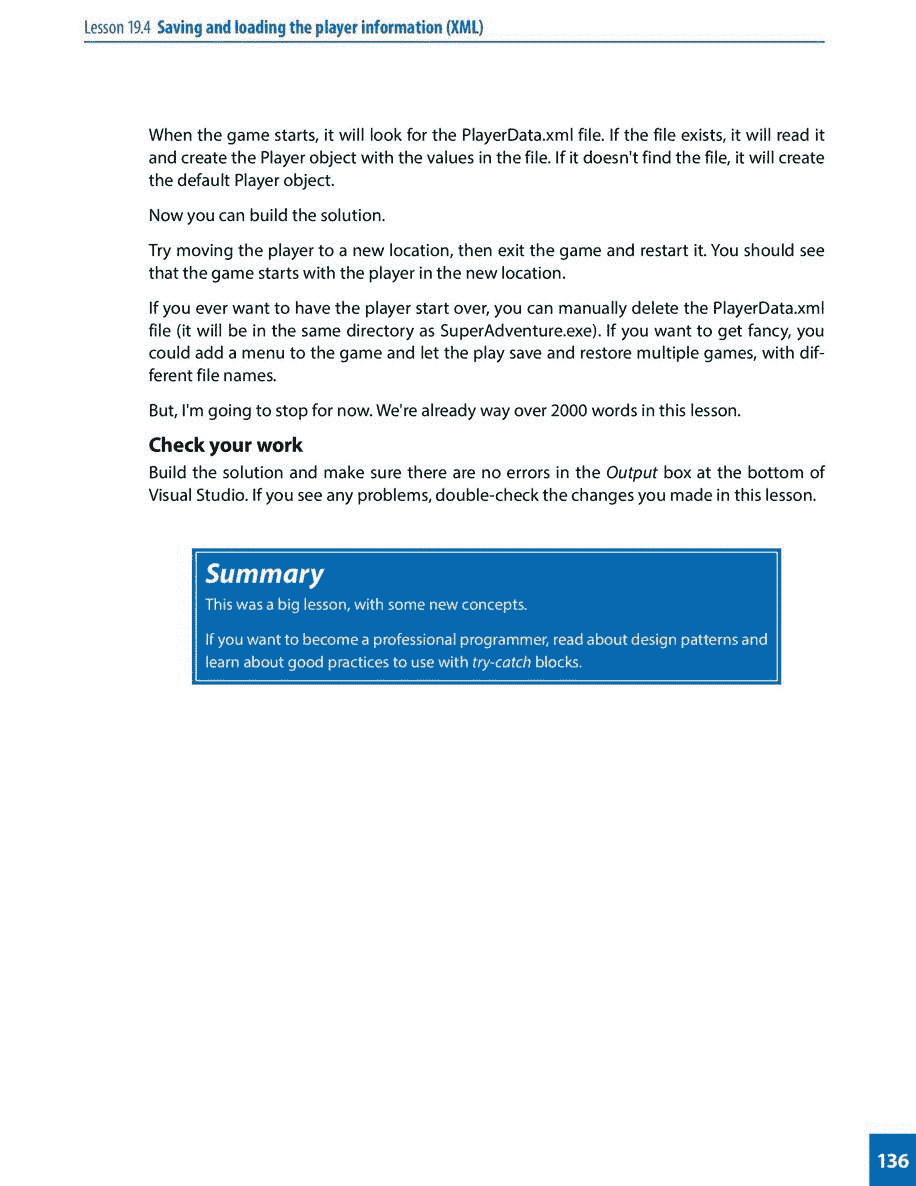 Lesson 19.4 Saving and loading the player information (XML)
When the game starts, it will look for the PlayerData.xml file. If the file exists, it will read it
and create the Player object with the values in the file. If it doesn't find the file, it will create
the default Player object.
Now you can build the solution.
Try moving the player to a new location, then exit the game and restart it. You should see
that the game starts with the player in the new location.
If you ever want to have the player start over, you can manually delete the PlayerData.xml
file (it will be in the same directory as SuperAdventure.exe). If you want to get fancy, you
could add a menu to the game and let the play save and restore multiple games, with dif-
ferent file names.
But, I'm going to stop for now. We're already way over 2000 words in this lesson.
Check your work
Build the solution and make sure there are no errors in the Output box at the bottom of
Visual Studio. If you see any problems, double-check the changes you made in this lesson.
Summary
This was a big lesson, with some new concepts.
If you want to become a professional programmer, read about design patterns and
learn about good practices to use with try-catch blocks.
136